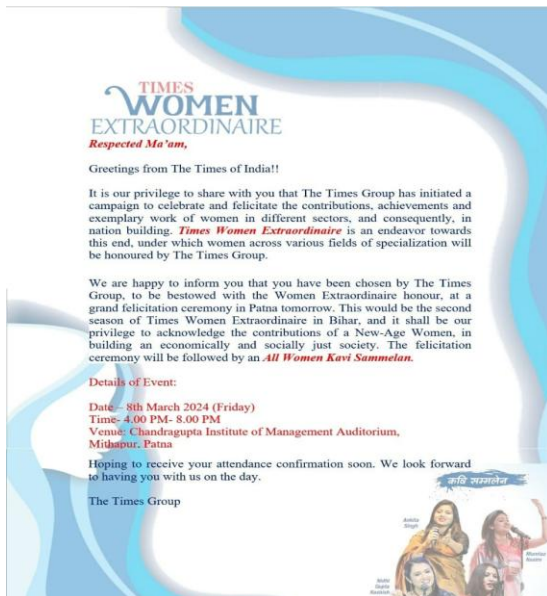 TIMES
WOMEN
EXTRAORDINAIRE
Respected Ma'am,
Greetings from The Times of India!!
It is our privilege to share with you that The Times Group has initiated a
campaign to celebrate and felicitate the contributions, achievements and
exemplary work of women in different sectors, and consequently, in
nation building. Times Women Extraordinaire is an endeavor towards
this end, under which women across various fields of specialization will
be honoured by The Times Group.
We are happy to inform you that you have been chosen by The Times
Group, to be bestowed with the Women Extraordinaire honour, at a
grand felicitation ceremony in Patna tomorrow. This would be the second
season of Times Women Extraordinaire in Bihar, and it shall be our
privilege to acknowledge the contributions of a New-Age Women, in
building an economically and socially just society. The felicitation
ceremony will be followed by an All Women Kavi Sammelan.
Details of Event:
Date – 8th March 2024 (Friday)
Time- 4.00 PM- 8.00 PM
Venue: Chandragupta Institute of Management Auditorium,
Mithapur, Patna
Hoping to receive your attendance confirmation soon. We look forward
to having you with us on the day.
The Times Group
कवि सम्मलेन
Ankita
Singh
Mumtaz
Naseem
Nidhi
Gupta